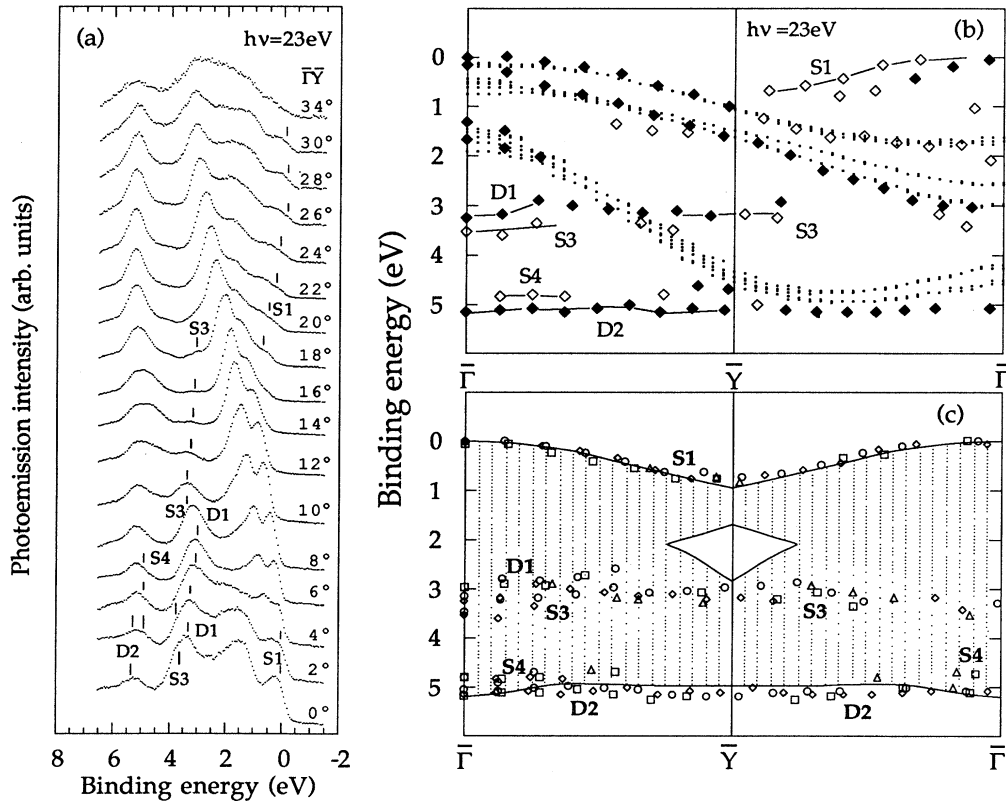 (a)
hν=23eV
Γ̅Y̅
34°
30°
28°
26°
24°
22°
S1
20°
S3
18°
16°
14°
12°
S3
D1
10°
8°
S4
6°
4°
D2
D1
S1
2°
S3
0°
8
6
4
2
0
-2
Binding energy (eV)
Photoemission intensity (arb. units)
hν=23eV
(b)
0
1
2
3
4
5
S1
D1
S3
S3
S4
D2
Γ̅
Y̅
Γ̅
Binding energy (eV)
(c)
0
1
2
3
4
5
S1
D1
S3
S3
S4
S4
D2
D2
Γ̅
Y̅
Γ̅